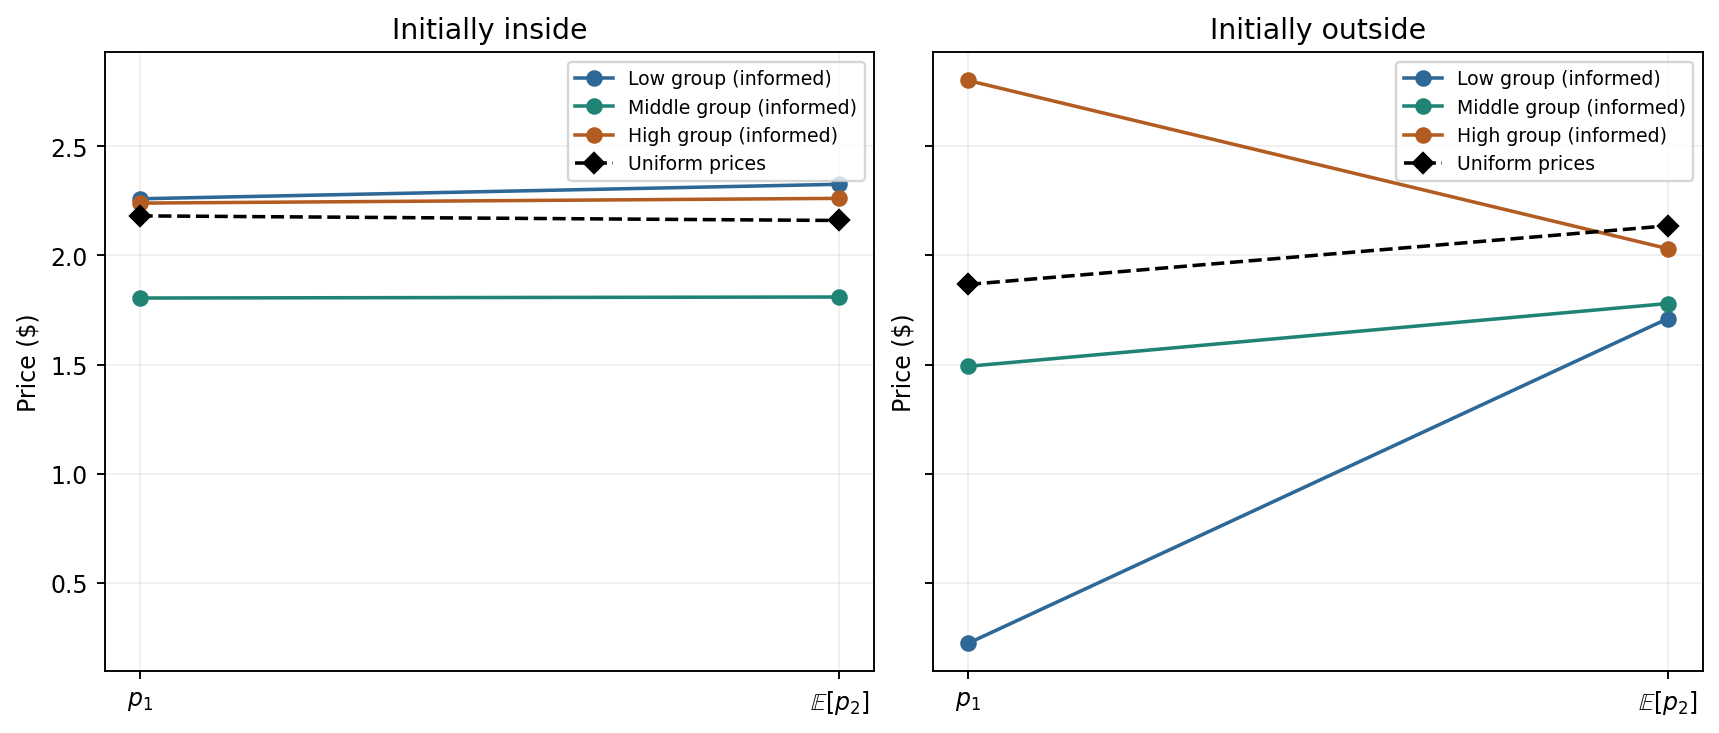 Initially inside
Price ($)
2.5
2.0
1.5
1.0
0.5
Low group (informed)
Middle group (informed)
High group (informed)
Uniform prices
p₁
𝔼[p₂]
Initially outside
Price ($)
Low group (informed)
Middle group (informed)
High group (informed)
Uniform prices
p₁
𝔼[p₂]